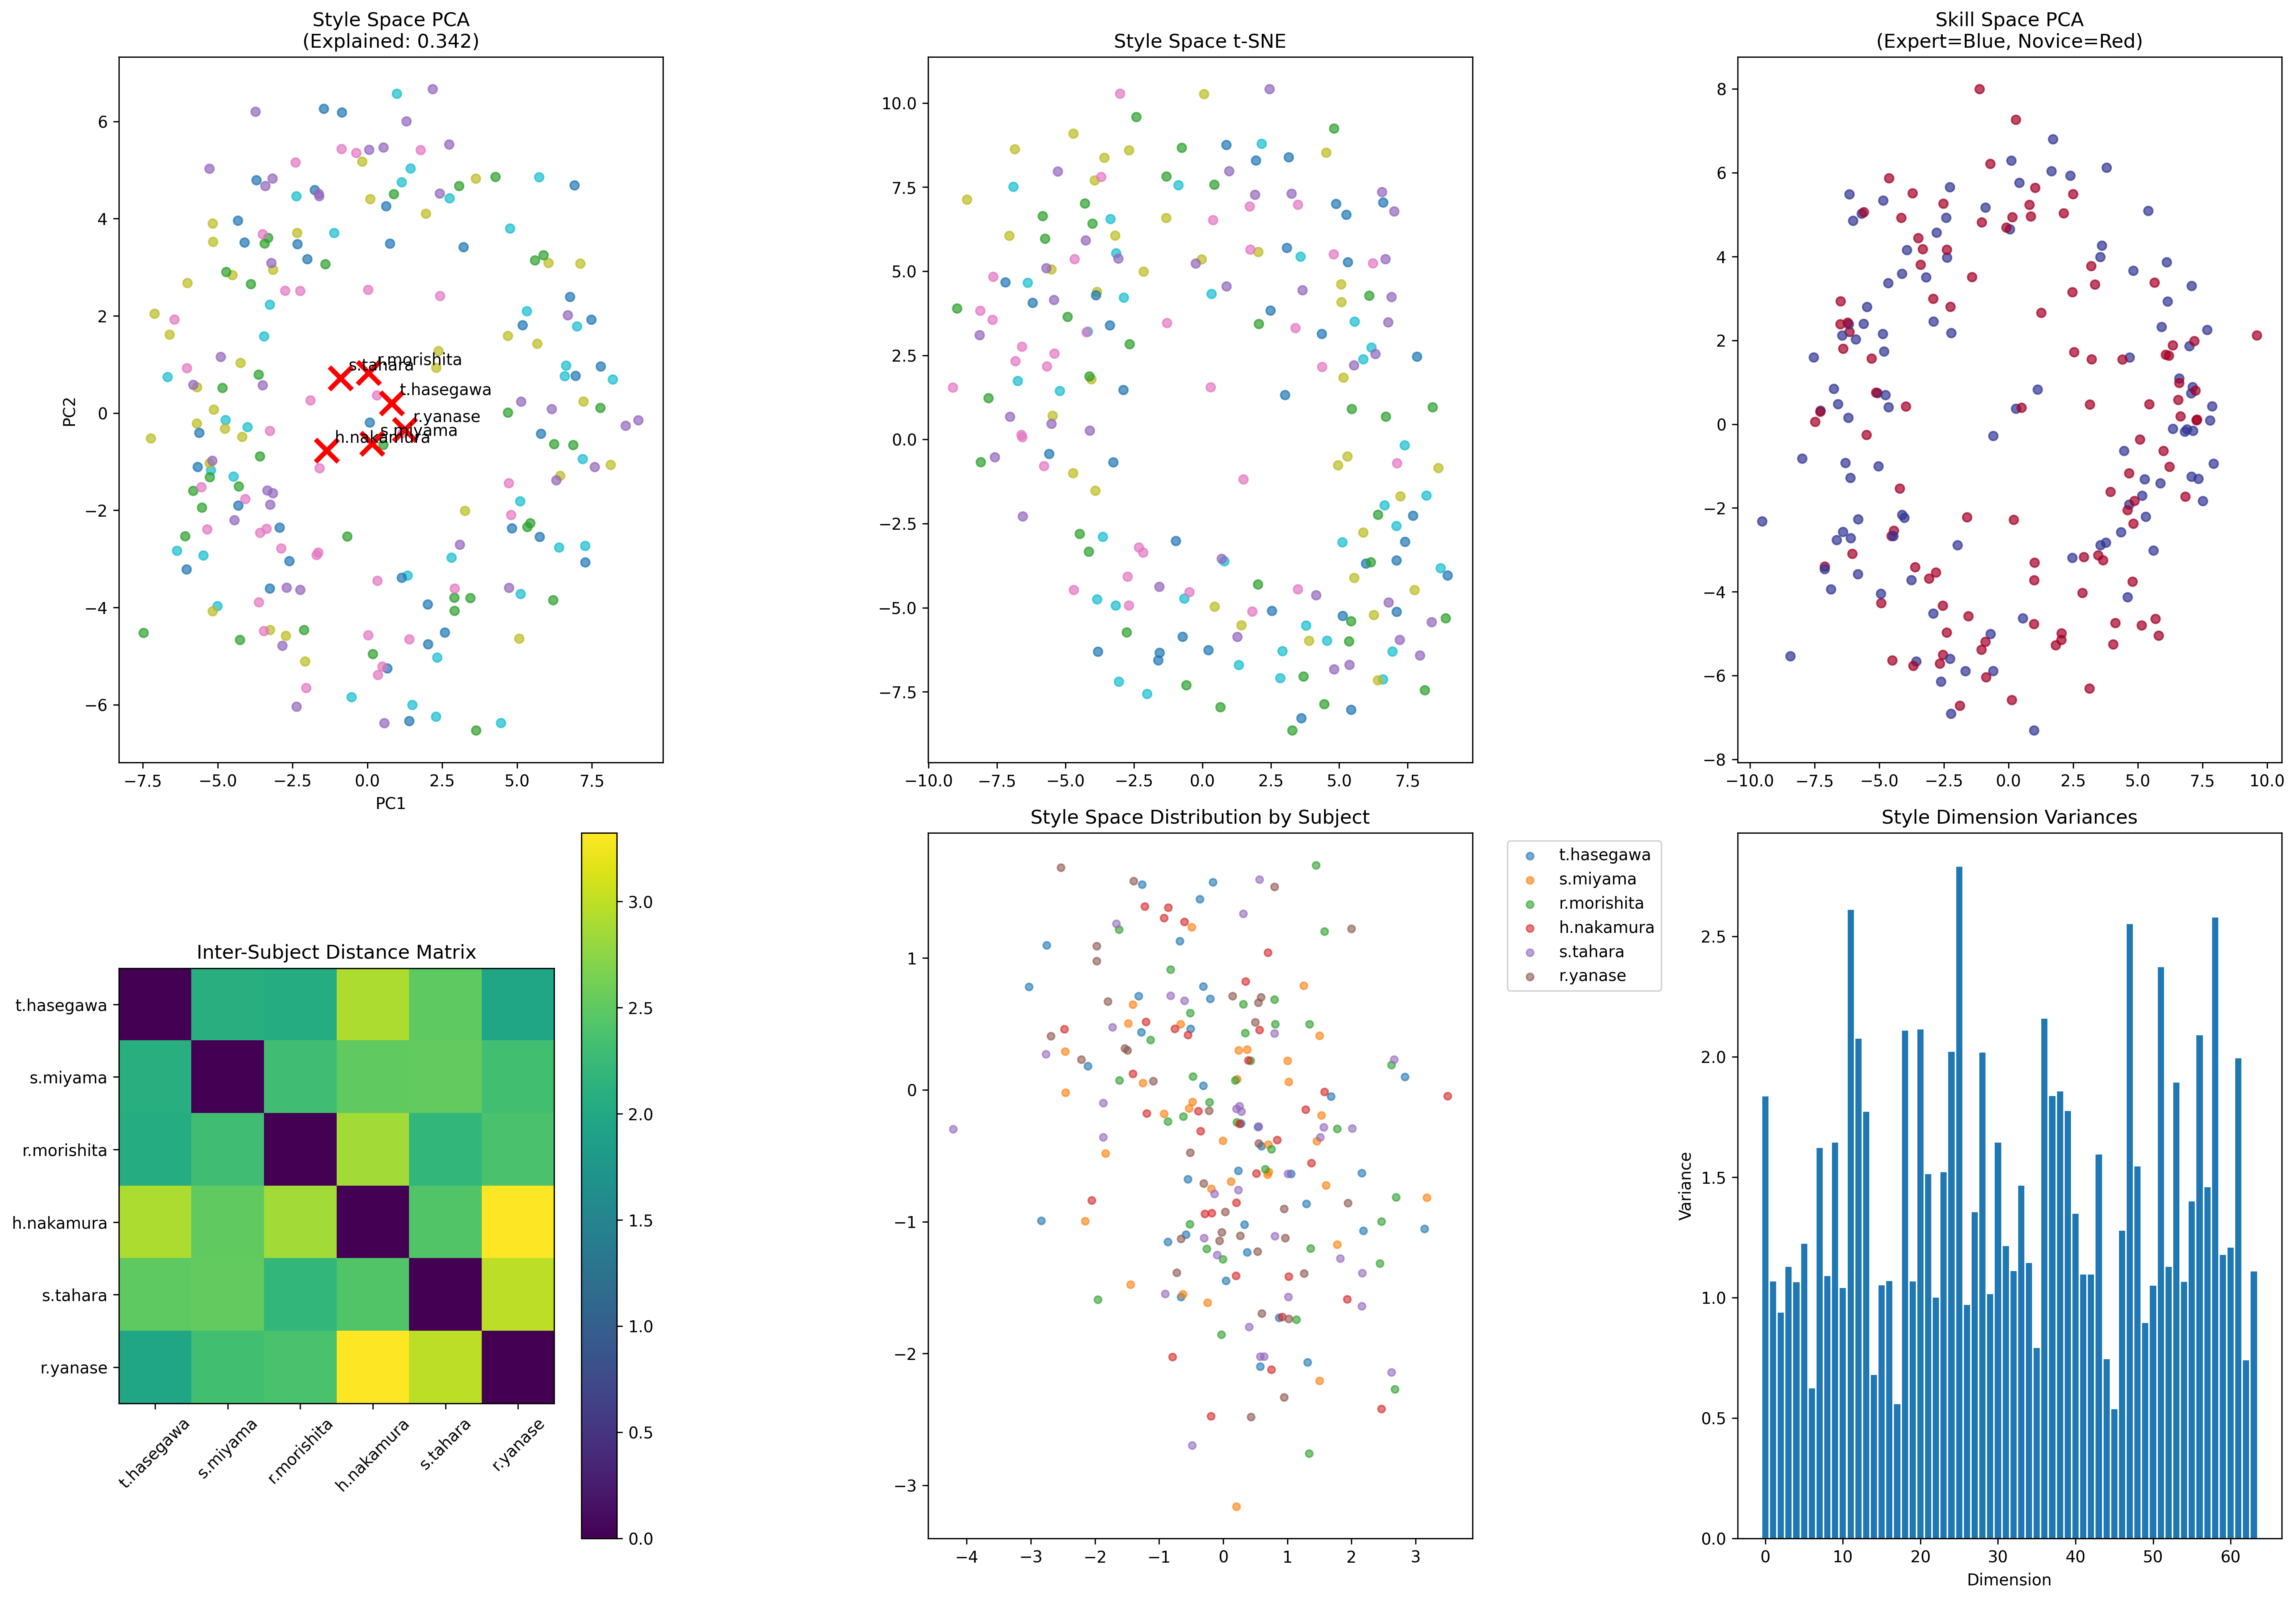 Style Space PCA
(Explained: 0.342)
6
4
2
0
−2
−4
−6
PC2
s.tahara
r.morishita
t.hasegawa
r.yanase
s.miyama
h.nakamura
−7.5 −5.0 −2.5 0.0 2.5 5.0 7.5
PC1
Style Space t-SNE
10.0
7.5
5.0
2.5
0.0
−2.5
−5.0
−7.5
−10.0 −7.5 −5.0 −2.5 0.0 2.5 5.0 7.5
Skill Space PCA
(Expert=Blue, Novice=Red)
8
6
4
2
0
−2
−4
−6
−8
−10.0 −7.5 −5.0 −2.5 0.0 2.5 5.0 7.5 10.0
Inter-Subject Distance Matrix
t.hasegawa
s.miyama
r.morishita
h.nakamura
s.tahara
r.yanase
t.hasegawa s.miyama r.morishita h.nakamura s.tahara r.yanase
3.0
2.5
2.0
1.5
1.0
0.5
0.0
Style Space Distribution by Subject
1
0
−1
−2
−3
−4 −3 −2 −1 0 1 2 3
t.hasegawa
s.miyama
r.morishita
h.nakamura
s.tahara
r.yanase
Style Dimension Variances
2.5
2.0
1.5
1.0
0.5
0.0
Variance
0 10 20 30 40 50 60
Dimension